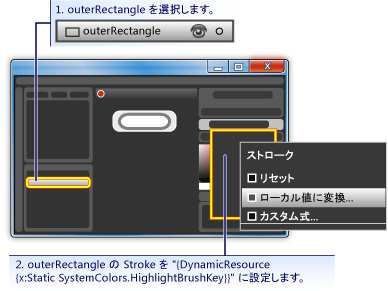 1. outerRectangle を選択します。
outerRectangle
ストローク
リセット
ローカル値に変換...
カスタム式...
2. outerRectangle の Stroke を "{DynamicResource
{x:Static SystemColors.HighlightBrushKey}}" に設定します。